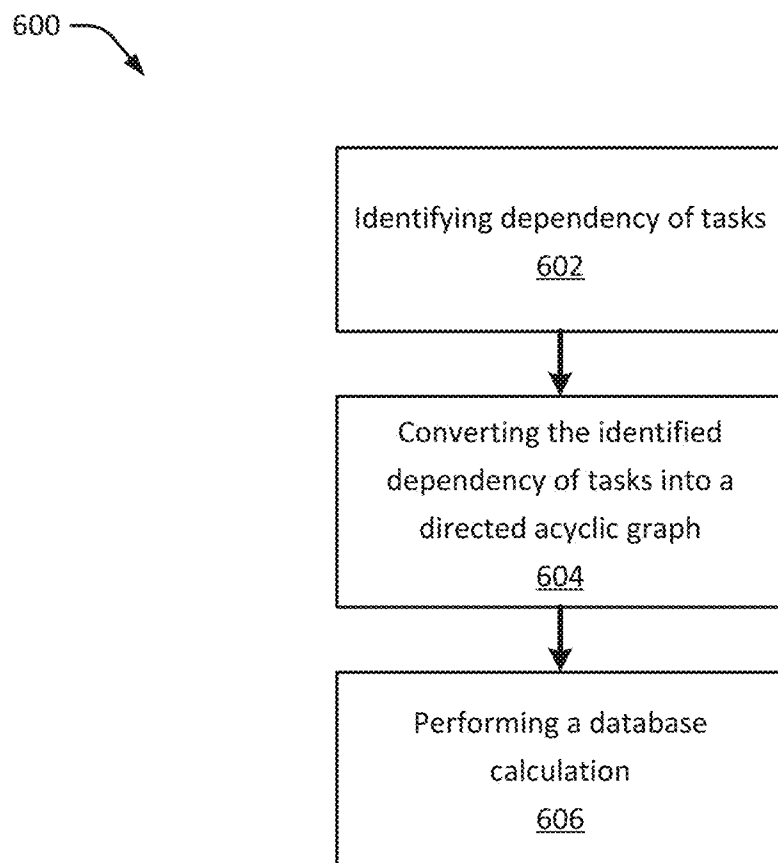 600
Identifying dependency of tasks
602
Converting the identified
dependency of tasks into a
directed acyclic graph
604
Performing a database
calculation
606